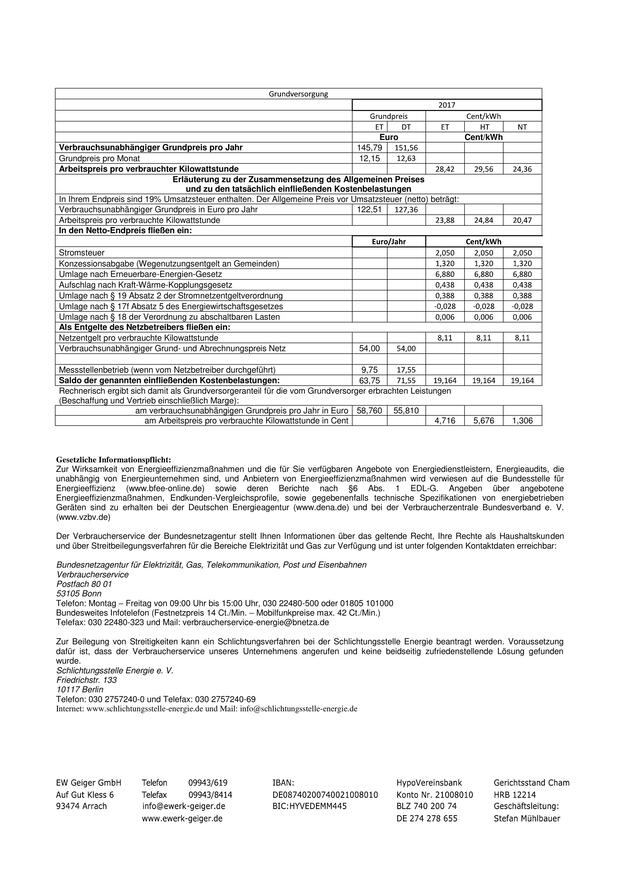 Grundversorgung
2017
Grundpreis Cent/kWh
ET DT ET HT NT
Euro Cent/kWh
Verbrauchsunabhängiger Grundpreis pro Jahr 145,79 151,56
Grundpreis pro Monat 12,15 12,63
Arbeitspreis pro verbrauchter Kilowattstunde 28,42 29,56 24,36
Erläuterung zu der Zusammensetzung des Allgemeinen Preises
und zu den tatsächlich einfließenden Kostenbelastungen
In Ihrem Endpreis sind 19% Umsatzsteuer enthalten. Der Allgemeine Preis vor Umsatzsteuer (netto) beträgt:
Verbrauchsunabhängiger Grundpreis in Euro pro Jahr 122,51 127,36
Arbeitspreis pro verbrauchte Kilowattstunde 23,88 24,84 20,47
In den Netto-Endpreis fließen ein:
Euro/Jahr Cent/kWh
Stromsteuer 2,050 2,050 2,050
Konzessionsabgabe (Wegenutzungsentgelt an Gemeinden) 1,320 1,320 1,320
Umlage nach Erneuerbare-Energien-Gesetz 6,880 6,880 6,880
Aufschlag nach Kraft-Wärme-Kopplungsgesetz 0,438 0,438 0,438
Umlage nach § 19 Absatz 2 der Stromnetzentgeltverordnung 0,388 0,388 0,388
Umlage nach § 17f Absatz 5 des Energiewirtschaftsgesetzes -0,028 -0,028 -0,028
Umlage nach § 18 der Verordnung zu abschaltbaren Lasten 0,006 0,006 0,006
Als Entgelte des Netzbetreibers fließen ein:
Netzentgelt pro verbrauchte Kilowattstunde 8,11 8,11 8,11
Verbrauchsunabhängiger Grund- und Abrechnungspreis Netz 54,00 54,00
Messstellenbetrieb (wenn vom Netzbetreiber durchgeführt) 9,75 17,55
Saldo der genannten einfließenden Kostenbelastungen: 63,75 71,55 19,164 19,164 19,164
Rechnerisch ergibt sich damit als Grundversorgeranteil für die vom Grundversorger erbrachten Leistungen
(Beschaffung und Vertrieb einschließlich Marge):
am verbrauchsunabhängigen Grundpreis pro Jahr in Euro 58,760 55,810
am Arbeitspreis pro verbrauchte Kilowattstunde in Cent 4,716 5,676 1,306
Gesetzliche Informationspflicht:
Zur Wirksamkeit von Energieeffizienzmaßnahmen und die für Sie verfügbaren Angebote von Energiedienstleistern, Energieaudits, die
unabhängig von Energieunternehmen sind, und Angeboten von Energieeffizienzmaßnahmen wird verwiesen auf die Bundesstelle für
Energieeffizienz (www.bfee-online.de) sowie deren Berichte nach §6 Abs. 1 EDL-G. Angeben über angebotene
Energieeffizienzmaßnahmen, Endkunden-Vergleichsprofile, sowie gegebenenfalls technische Spezifikationen von energiebetrieben
Geräten sind zu erhalten bei der Deutschen Energieagentur (www.dena.de) und bei der Verbraucherzentrale Bundesverband e. V.
(www.vzbv.de)
Der Verbraucherservice der Bundesnetzagentur stellt Ihnen Informationen über das geltende Recht, Ihre Rechte als Haushaltskunden
und über Streitbeilegungsverfahren für die Bereiche Elektrizität und Gas zur Verfügung und ist unter folgenden Kontaktdaten erreichbar:
Bundesnetzagentur für Elektrizität, Gas, Telekommunikation, Post und Eisenbahnen
Verbraucherservice
Postfach 80 01
53105 Bonn
Telefon: Montag – Freitag von 09:00 Uhr bis 15:00 Uhr, 030 22480-500 oder 01805 101000
Bundesweites Infotelefon (Festnetzpreis 14 Ct./Min. – Mobilfunkpreise max. 42 Ct./Min.)
Telefax: 030 22480-323 and Mail: verbraucherservice-energie@bnetza.de
Zur Beilegung von Streitigkeiten kann ein Schlichtungsverfahren bei der Schlichtungsstelle Energie beantragt werden. Voraussetzung
dafür ist, dass der Verbraucherservice unseres Unternehmens angerufen und keine beidseitig zufriedenstellende Lösung gefunden
wurde.
Schlichtungsstelle Energie e. V.
Friedrichstr. 133
10117 Berlin
Telefon: 030 2757240-0 und Telefax: 030 2757240-69
Internet: www.schlichtungsstelle-energie.de und Mail: info@schlichtungsstelle-energie.de
EW Geiger GmbH Telefon 09943/619 IBAN: HypoVereinsbank Gerichtsstand Cham
Auf Gut Kless 6 Telefax 09943/8414 DE08740200740021008010 Konto Nr. 21008010 HRB 12214
93474 Arrach info@ewerk-geiger.de BIC:HYVEDEMM445 BLZ 740 200 74 Geschäftsleitung:
www.ewerk-geiger.de DE 274 278 655 Stefan Mühlbauer